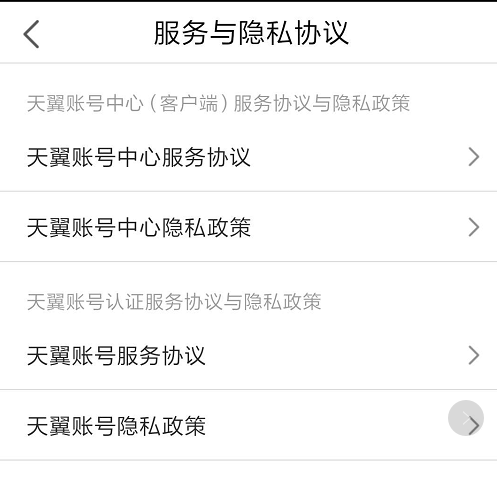 服务与隐私协议
天翼账号中心（客户端）服务协议与隐私政策
天翼账号中心服务协议
天翼账号中心隐私政策
天翼账号认证服务协议与隐私政策
天翼账号服务协议
天翼账号隐私政策